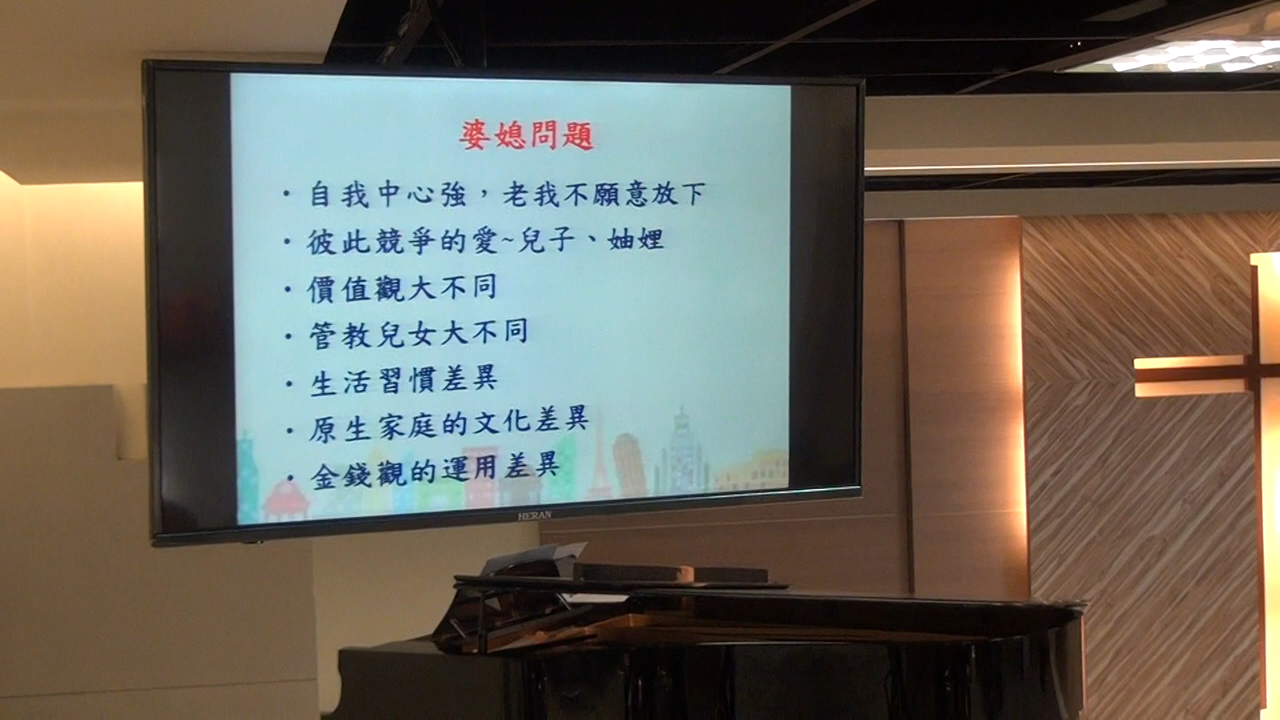 婆媳問題
•自我中心強，老我不願意放下
•彼此競爭的愛~兒子、妯娌
•價值觀大不同
•管教兒女大不同
•生活習慣差異
•原生家庭的文化差異
•金錢觀的運用差異
HERAN